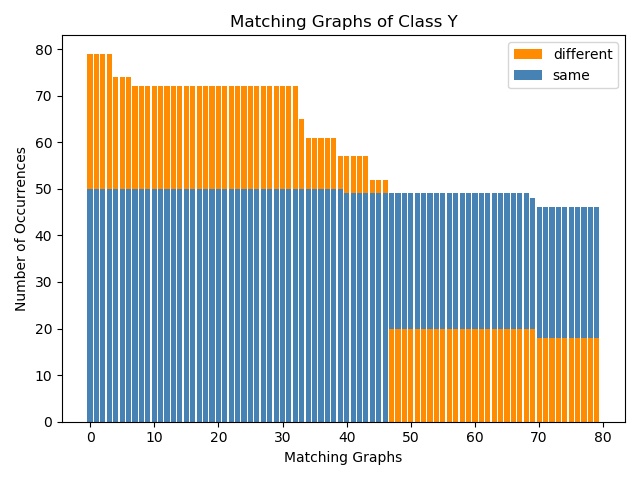 Matching Graphs of Class Y
different
same
Number of Occurrences
80
70
60
50
40
30
20
10
0
0 10 20 30 40 50 60 70 80
Matching Graphs